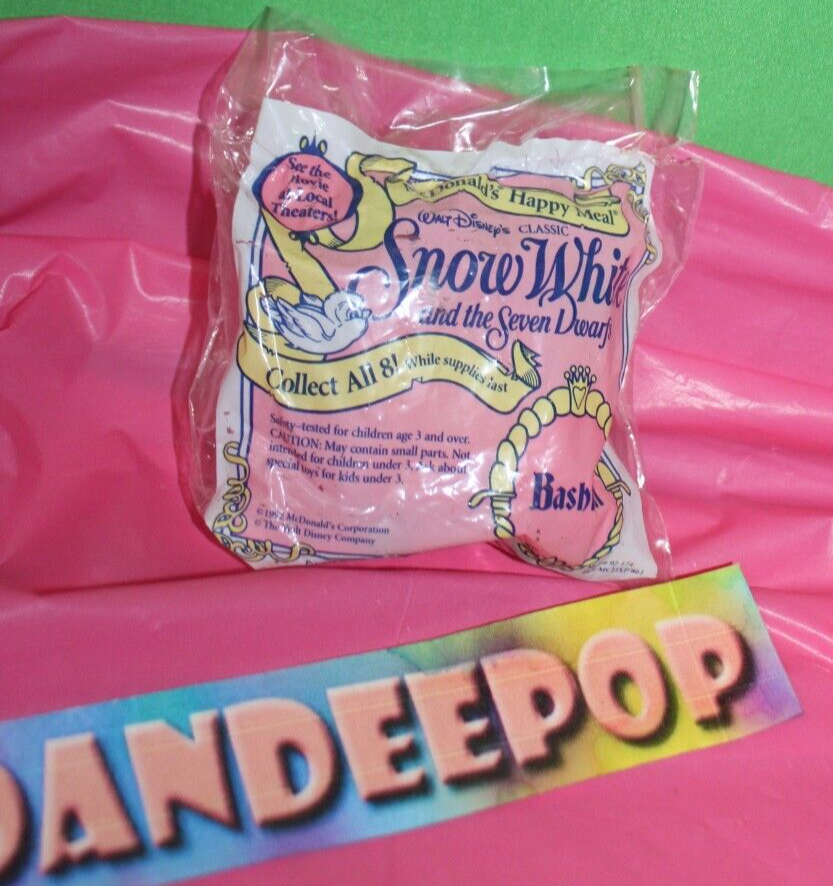 See the
Movie
at Local
Theaters!
McDonald's Happy Meal®
WALT DISNEY'S CLASSIC
Snow White
and the Seven Dwarfs
Collect All 8! While supplies last
Safety-tested for children age 3 and over.
CAUTION: May contain small parts. Not
intended for children under 3. Ask about
special toys for kids under 3.
Bashful
© 1992 McDonald's Corporation
© The Walt Disney Company
DANDEEPOP